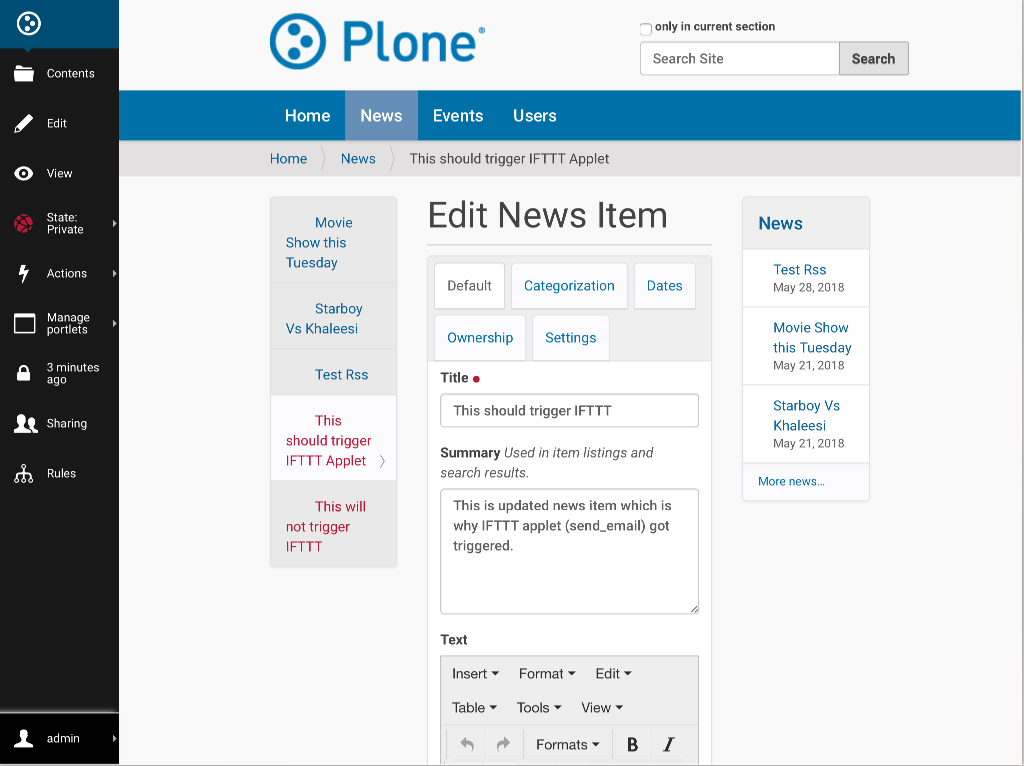 Contents
Edit
View
State:
Private
Actions
Manage
portlets
3 minutes
ago
Sharing
Rules
admin
Plone®
only in current section
Search Site
Search
Home
News
Events
Users
Home
News
This should trigger IFTTT Applet
Movie
Show this
Tuesday
Starboy
Vs Khaleesi
Test Rss
This
should trigger
IFTTT Applet
This will
not trigger
IFTTT
Edit News Item
Default
Categorization
Dates
Ownership
Settings
Title
This should trigger IFTTT
Summary Used in item listings and
search results.
This is updated news item which is
why IFTTT applet (send_email) got
triggered.
Text
Insert
Format
Edit
Table
Tools
View
Formats
B
I
News
Test Rss
May 28, 2018
Movie Show
this Tuesday
May 21, 2018
Starboy Vs
Khaleesi
May 21, 2018
More news...